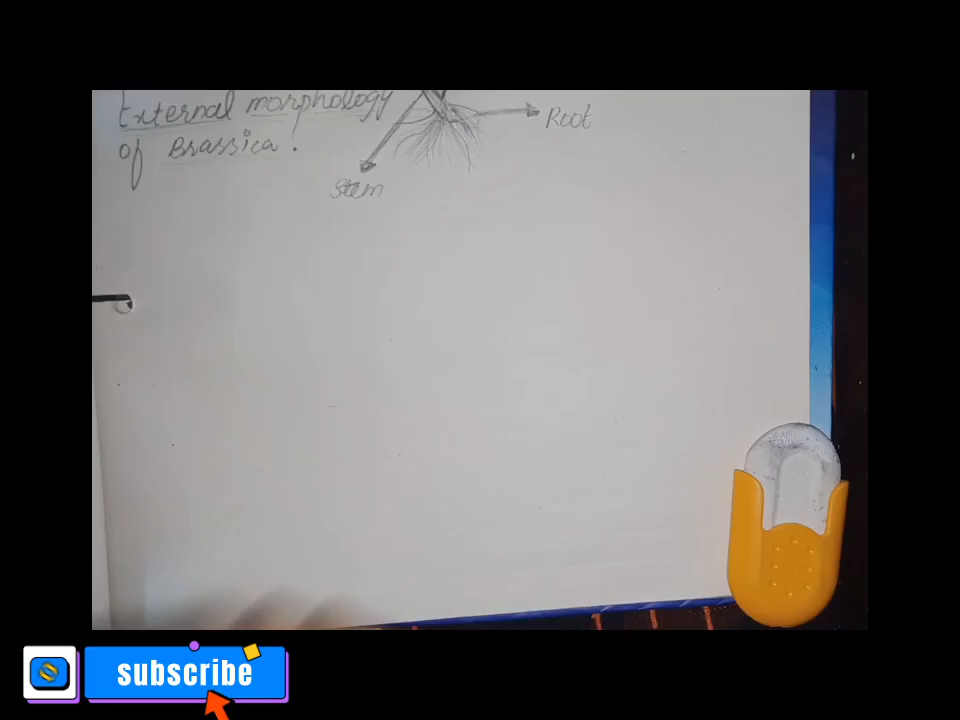 External morphology
of Brassica.
Root
Stem
subscribe